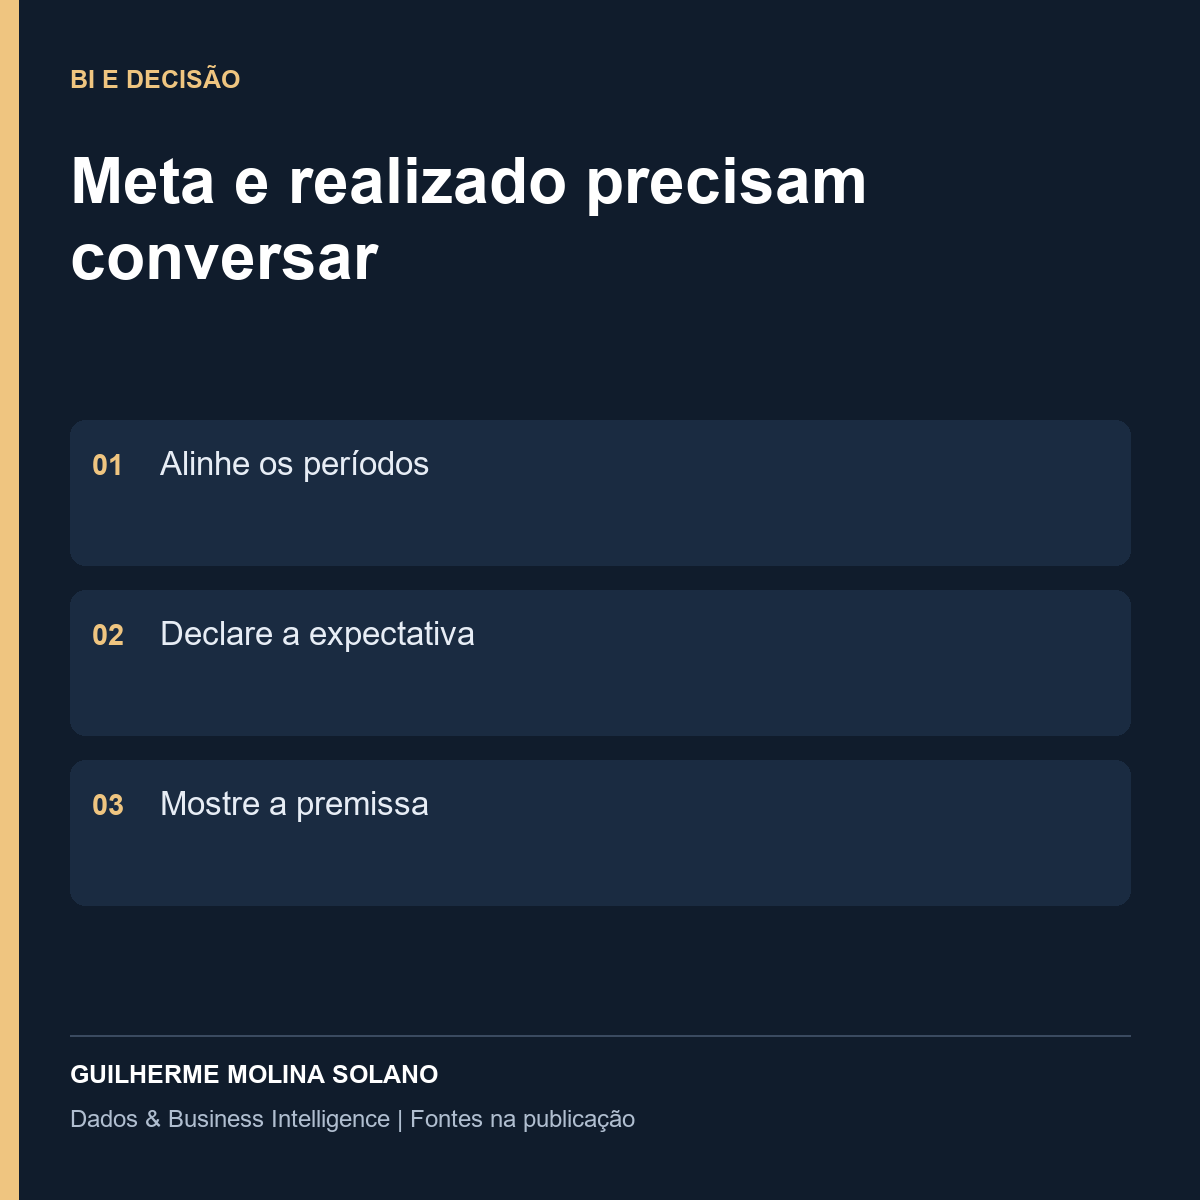 BI E DECISÃO
Meta e realizado precisam
conversar
01 Alinhe os períodos
02 Declare a expectativa
03 Mostre a premissa
GUILHERME MOLINA SOLANO
Dados & Business Intelligence | Fontes na publicação